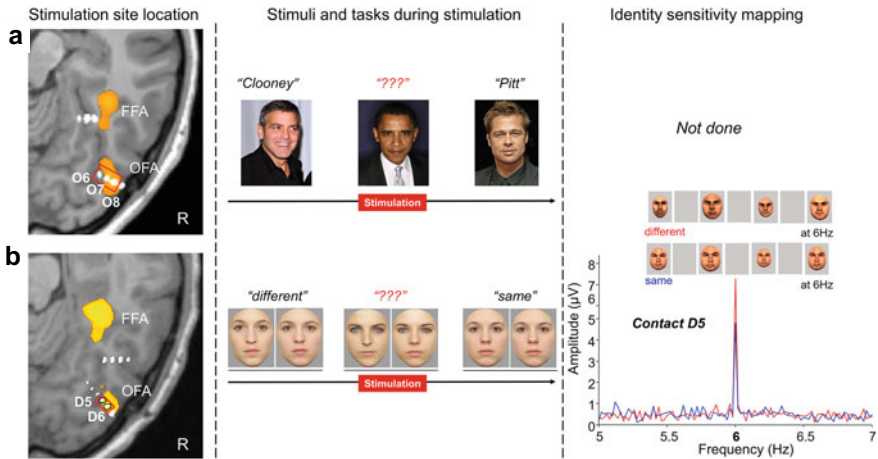 Stimulation site location
Stimuli and tasks during stimulation
Identity sensitivity mapping
a
FFA
OFA
O6
O7
O8
R
"Clooney"
"???"
"Pitt"
Stimulation
Not done
b
FFA
OFA
D5
D6
R
"different"
"???"
"same"
Stimulation
different
at 6Hz
same
at 6Hz
Contact D5
Amplitude (µV)
8
7
6
6
5
4
3
2
1
0
5
5.5
6
6.5
7
Frequency (Hz)